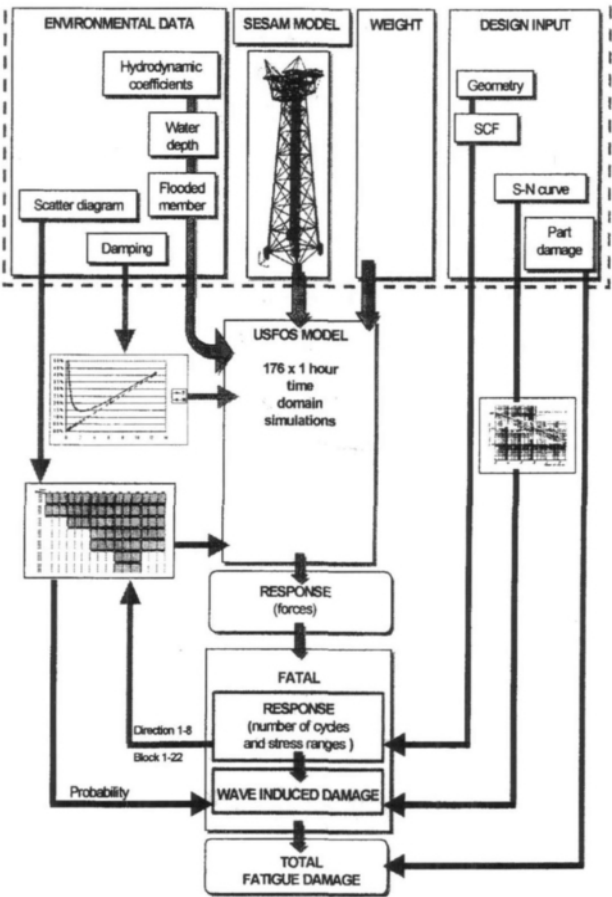 ENVIRONMENTAL DATA
SESAM MODEL
WEIGHT
DESIGN INPUT
Hydrodynamic
coefficients
Geometry
SCF
Water
depth
Flooded
member
S-N curve
Scatter diagram
Part
damage
Damping
USFOS MODEL
176 x 1 hour
time
domain
simulations
RESPONSE
(forces)
FATAL
RESPONSE
(number of cycles
and stress ranges )
Direction 1-8
Block 1-22
Probability
WAVE INDUCED DAMAGE
TOTAL
FATIGUE DAMAGE